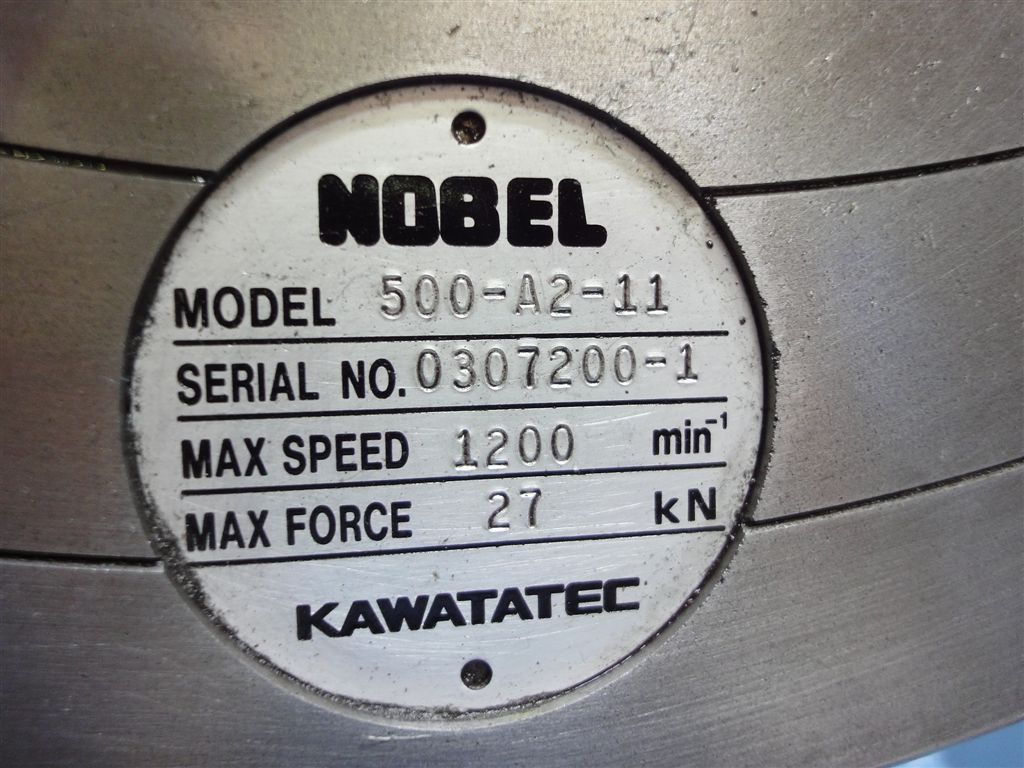 NOBEL
MODEL 500-A2-11
SERIAL NO. 0307200-1
MAX SPEED 1200 min⁻¹
MAX FORCE 27 kN
KAWATATEC